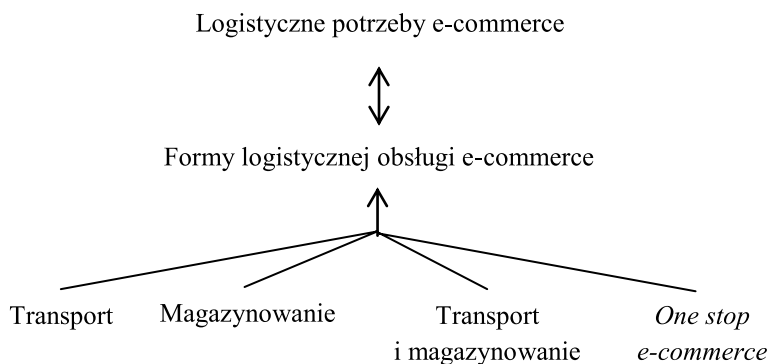 Logistyczne potrzeby e-commerce
Formy logistycznej obsługi e-commerce
Transport
Magazynowanie
Transport
i magazynowanie
One stop
e-commerce